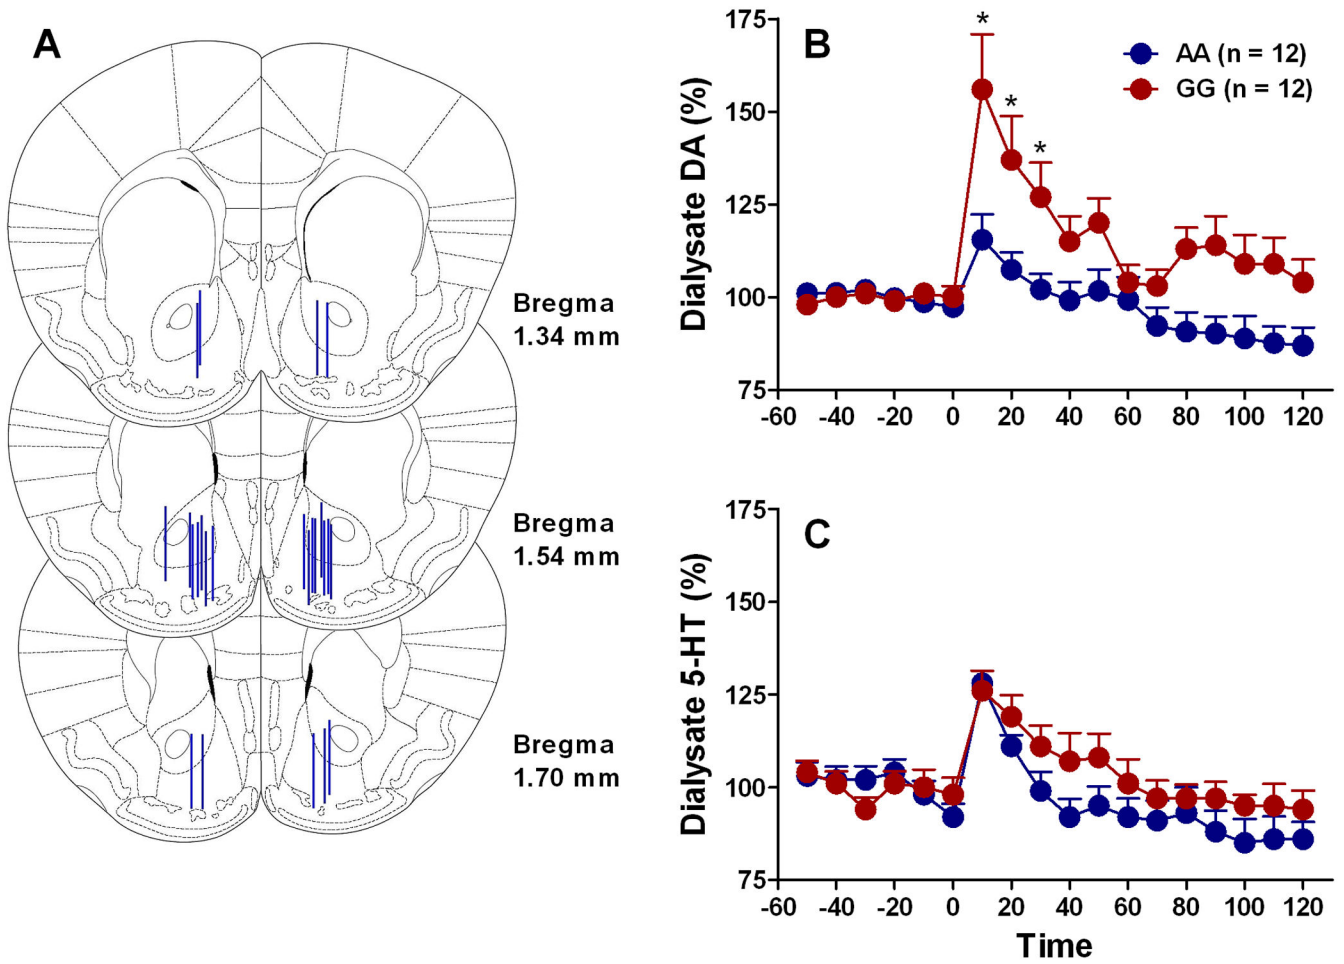 A
Bregma
1.34 mm
Bregma
1.54 mm
Bregma
1.70 mm
B
AA (n = 12)
GG (n = 12)
Dialysate DA (%)
175
150
125
100
75
* * *
-60 -40 -20 0 20 40 60 80 100 120
C
Dialysate 5-HT (%)
175
150
125
100
75
-60 -40 -20 0 20 40 60 80 100 120
Time